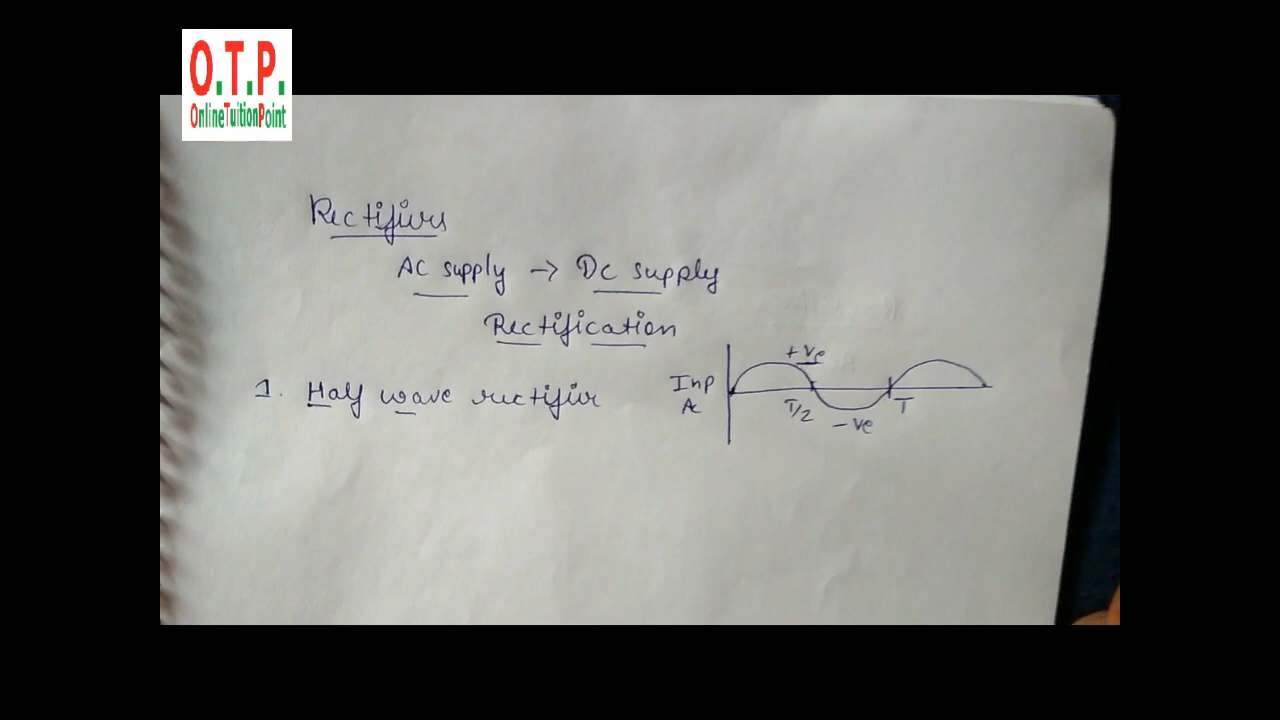 O.T.P.
OnlineTuitionPoint
Rectifiers
AC supply → DC supply
Rectification
1. Half wave rectifier
Inp
AC
+ve
T/2
-ve
T